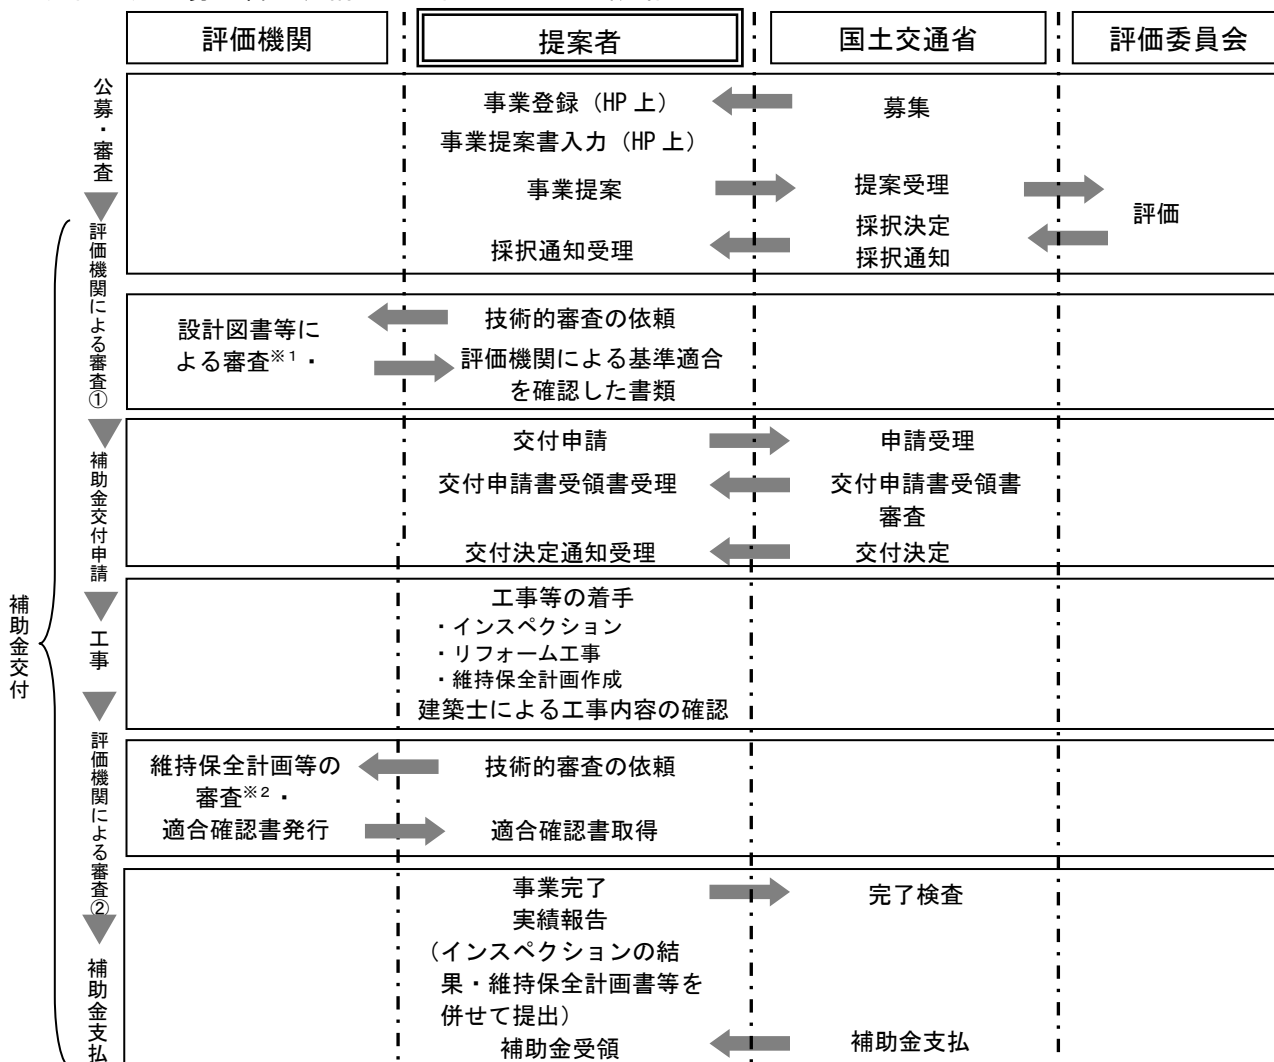 評価機関
提案者
国土交通省
評価委員会
公募・審査
事業登録（HP上）
募集
事業提案書入力（HP上）
事業提案
提案受理
評価
採択決定
採択通知受理
採択通知
評価機関による審査①
設計図書等に
よる審査※1・
技術的審査の依頼
評価機関による基準適合
を確認した書類
補助金交付申請
交付申請
申請受理
交付申請書受領書受理
交付申請書受領書
審査
交付決定通知受理
交付決定
補助金交付
工事
工事等の着手
・インスペクション
・リフォーム工事
・維持保全計画作成
建築士による工事内容の確認
評価機関による審査②
維持保全計画等の
審査※2・
適合確認書発行
技術的審査の依頼
適合確認書取得
補助金支払
事業完了
完了検査
実績報告
（インスペクションの結
果・維持保全計画書等を
併せて提出）
補助金受領
補助金支払